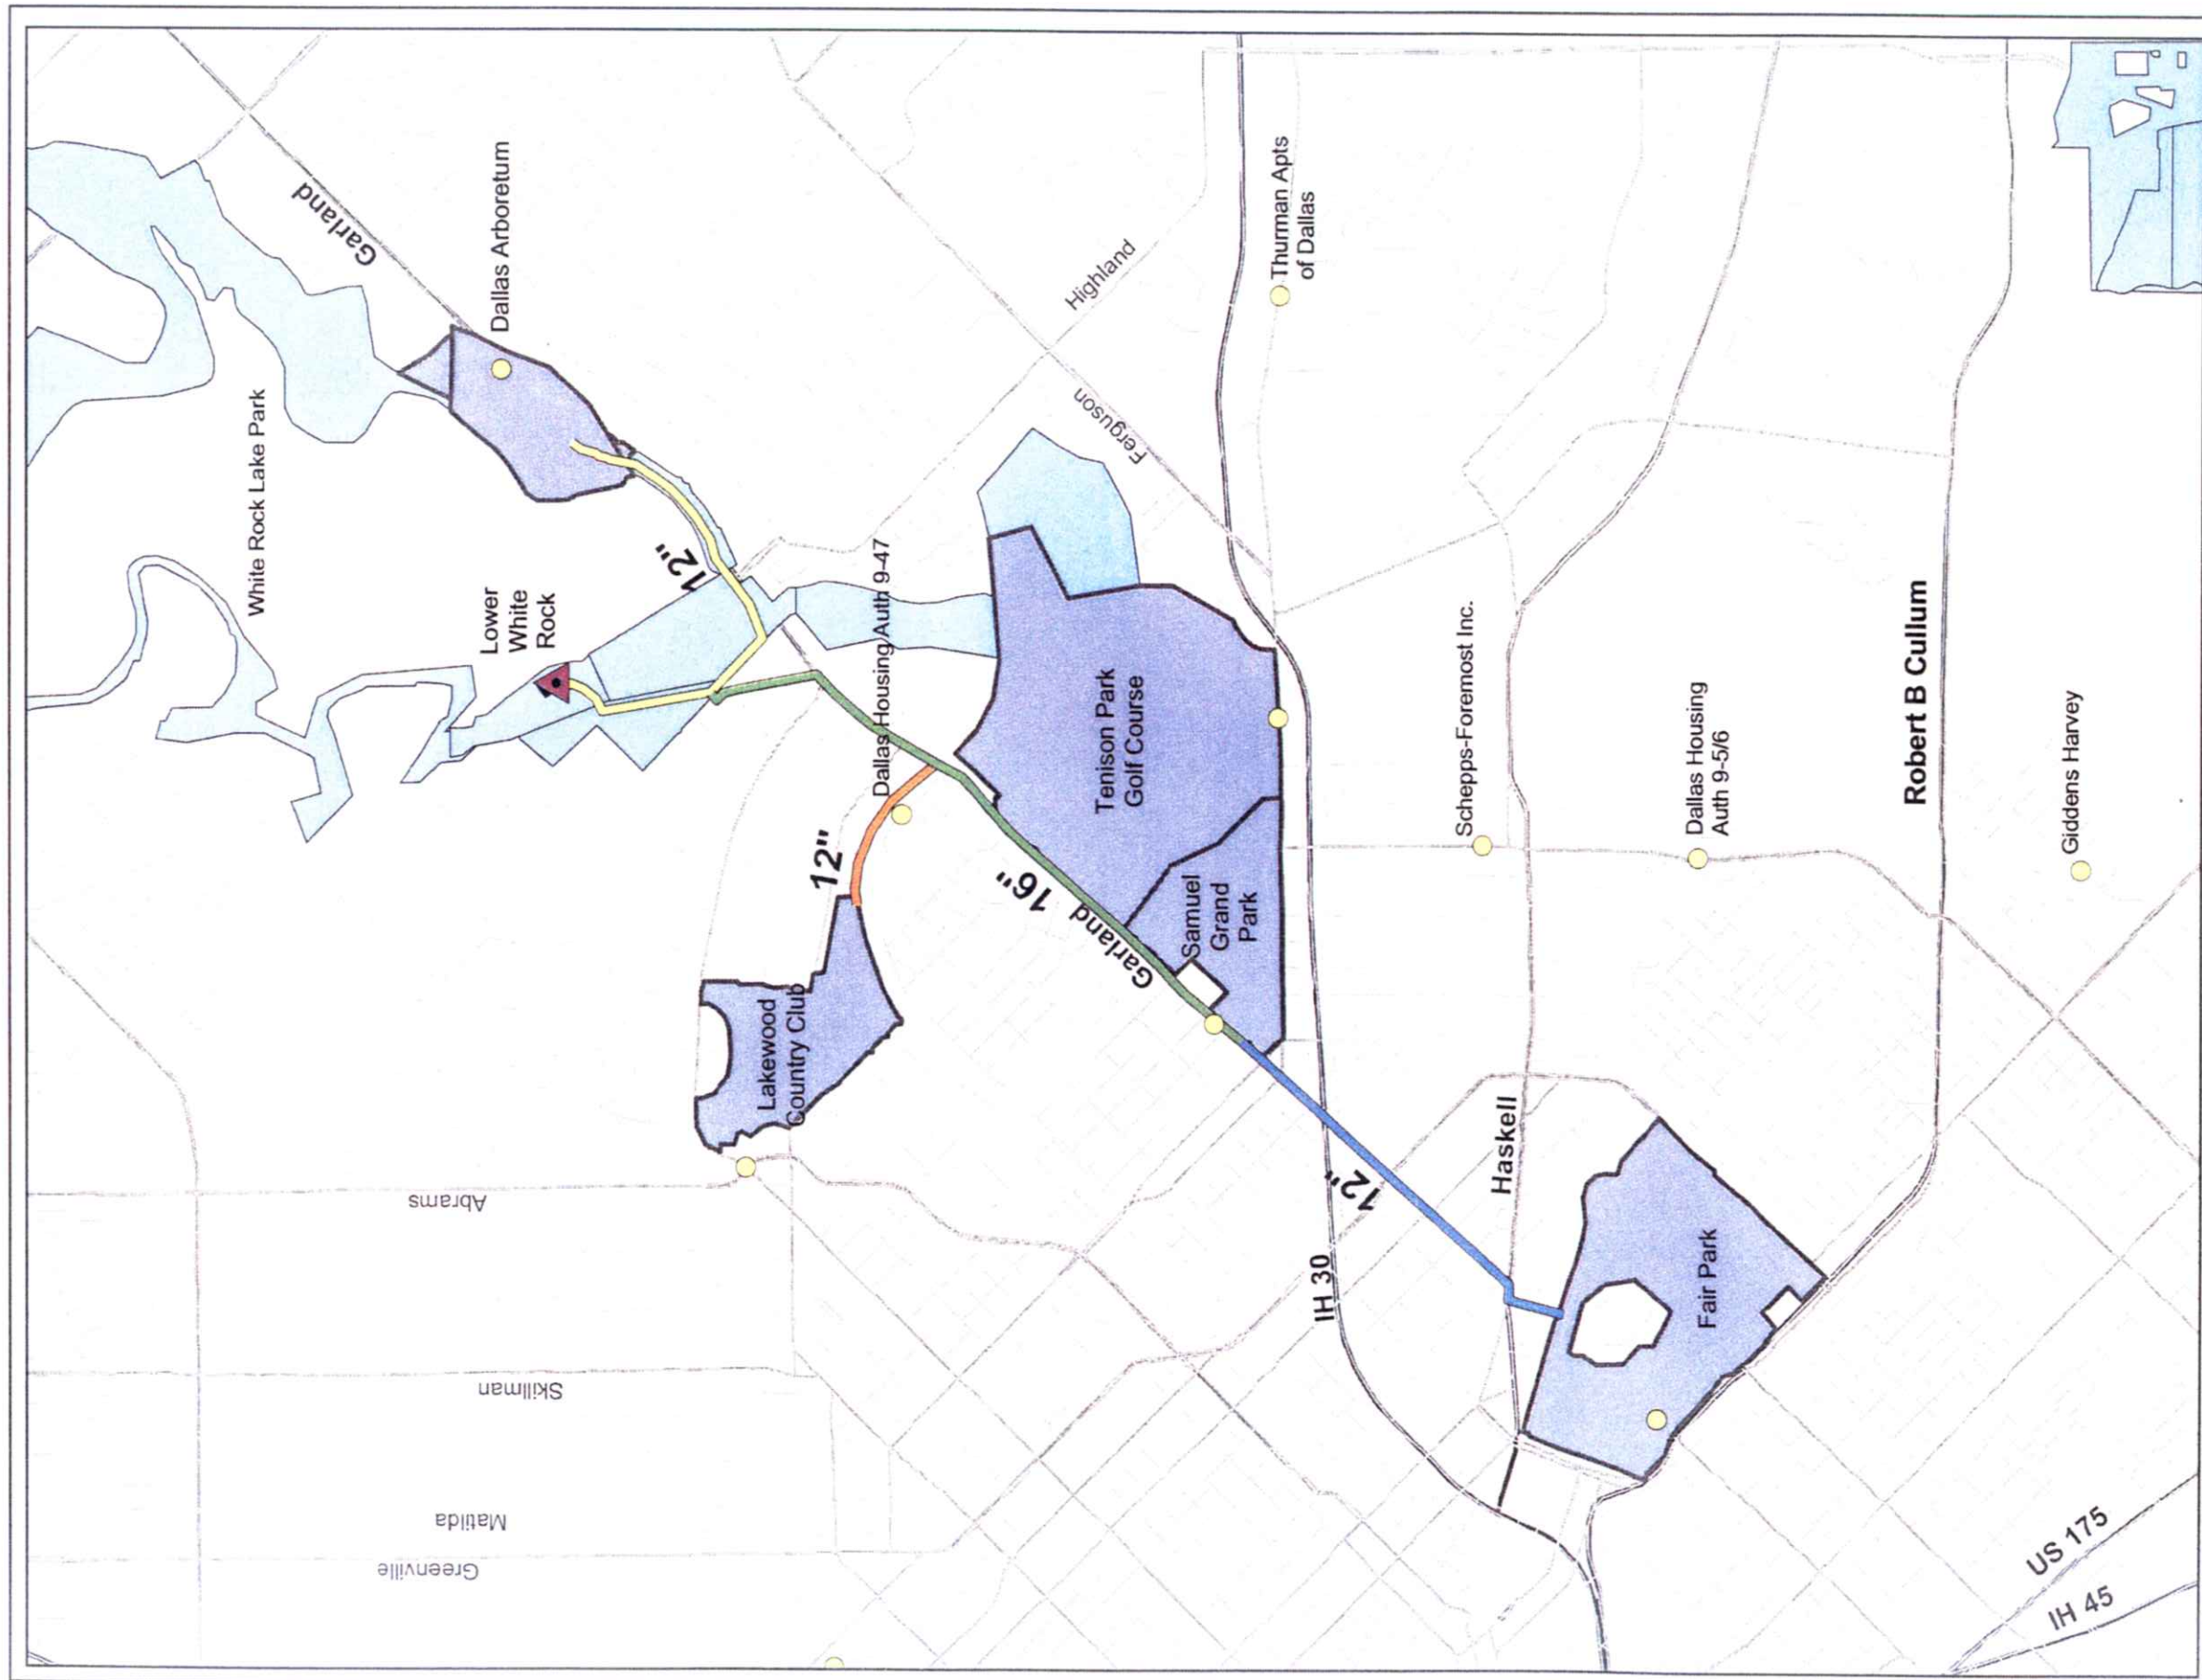 Garland
Dallas Arboretum
White Rock Lake Park
Lower
White
Rock
12"
Highland
Ferguson
Thurman Apts
of Dallas
Dallas Housing Auth 9-47
12"
Tenison Park
Golf Course
16"
Garland
Samuel
Grand
Park
Lakewood
Country Club
Schepps-Foremost Inc.
Dallas Housing
Auth 9-5/6
Robert B Cullum
Giddens Harvey
Abrams
Skillman
Matilda
Greenville
12"
Haskell
IH 30
Fair Park
US 175
IH 45